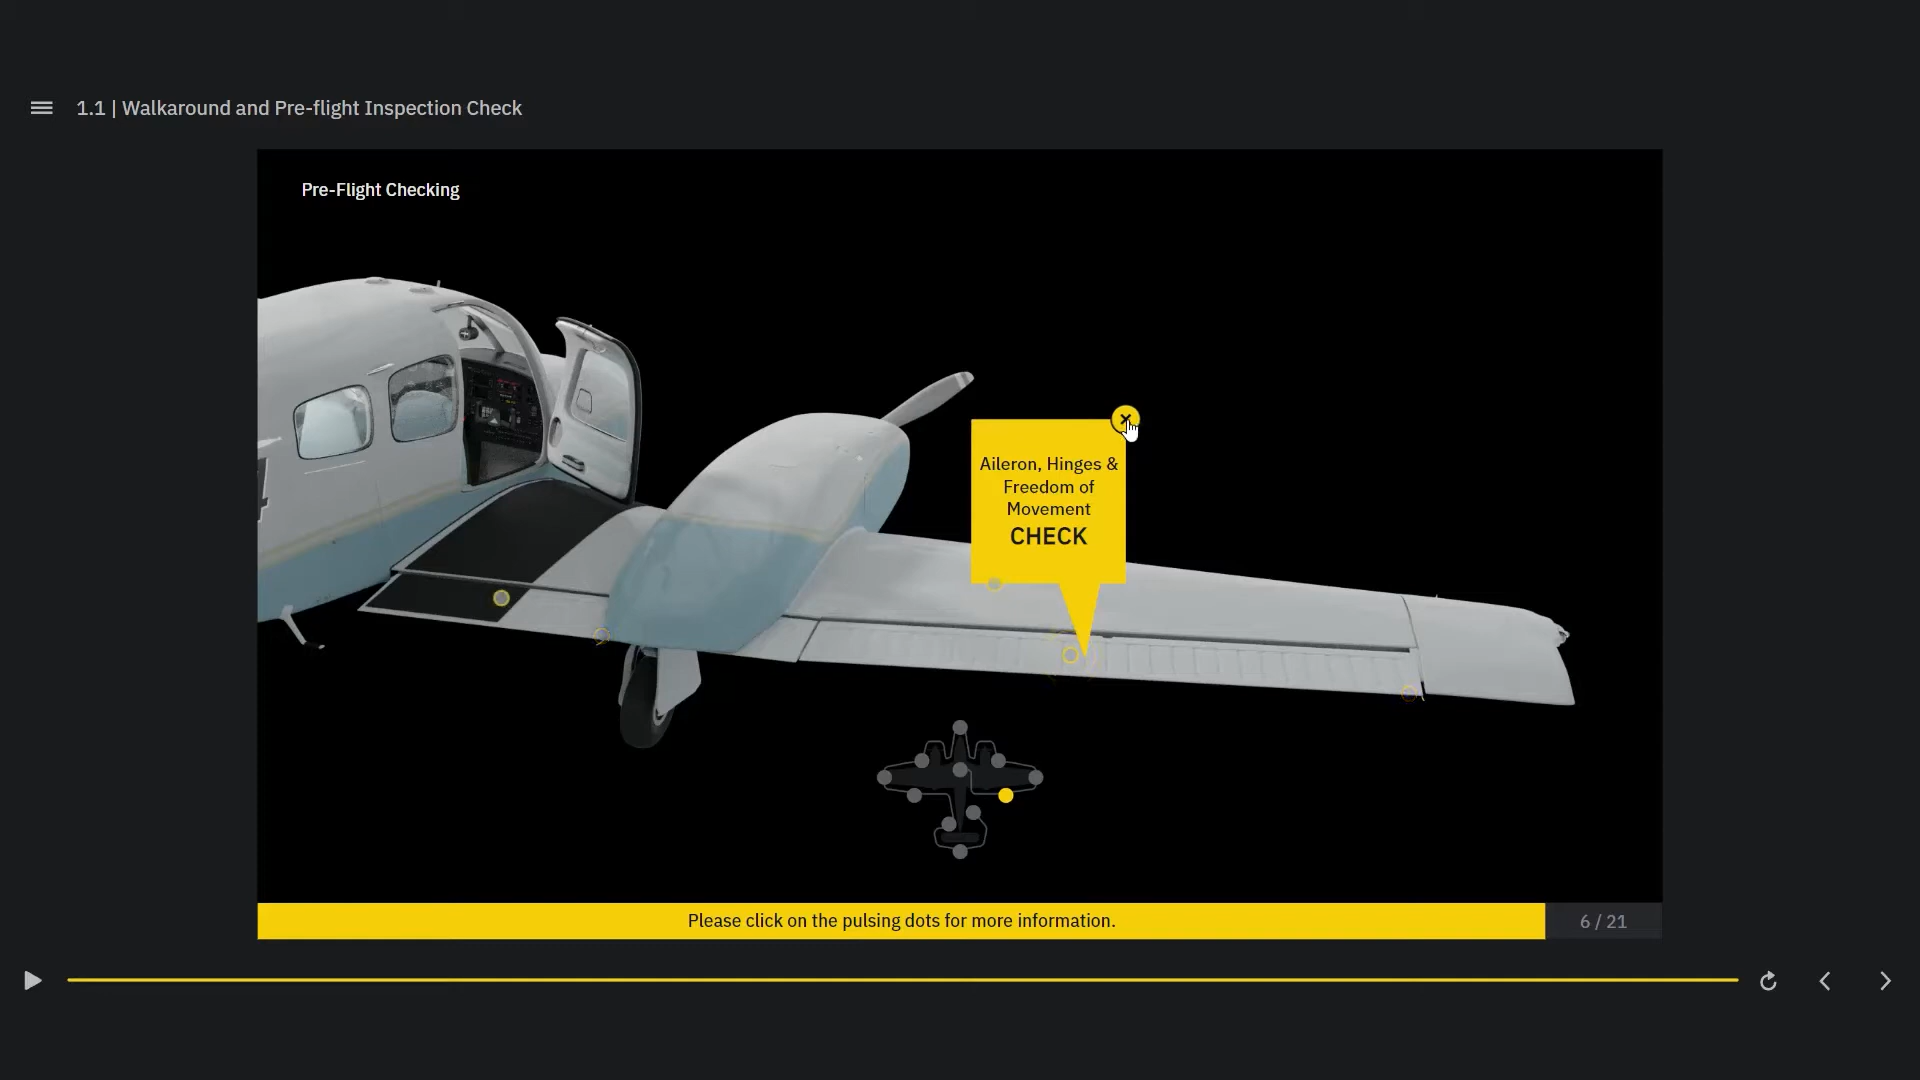 1.1 | Walkaround and Pre-flight Inspection Check
Pre-Flight Checking
Aileron, Hinges &
Freedom of
Movement
CHECK
Please click on the pulsing dots for more information.
6 / 21